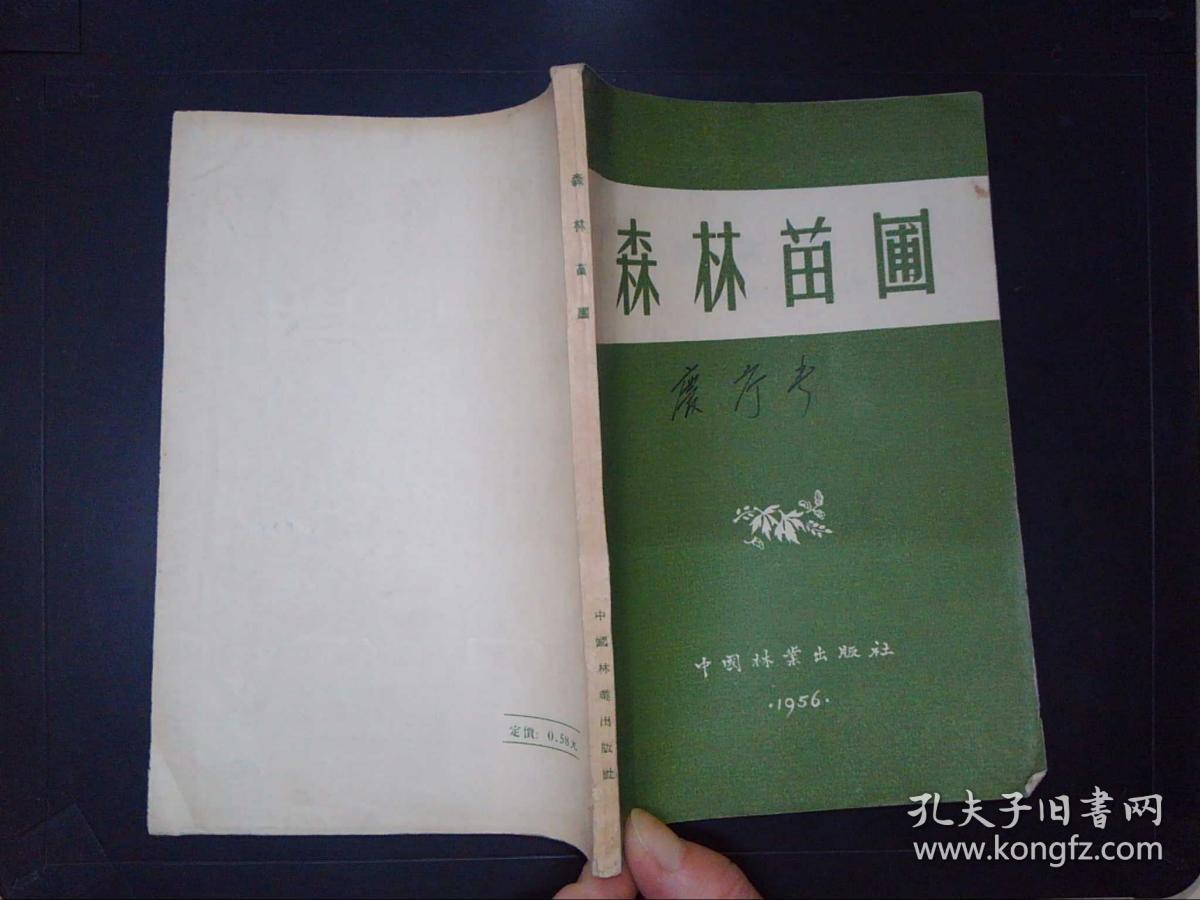 森林苗圃
中國林業出版社
·1956·
森林苗圃
中國林業出版社
定價: 0.58元
孔夫子旧書网
www.kongfz.com